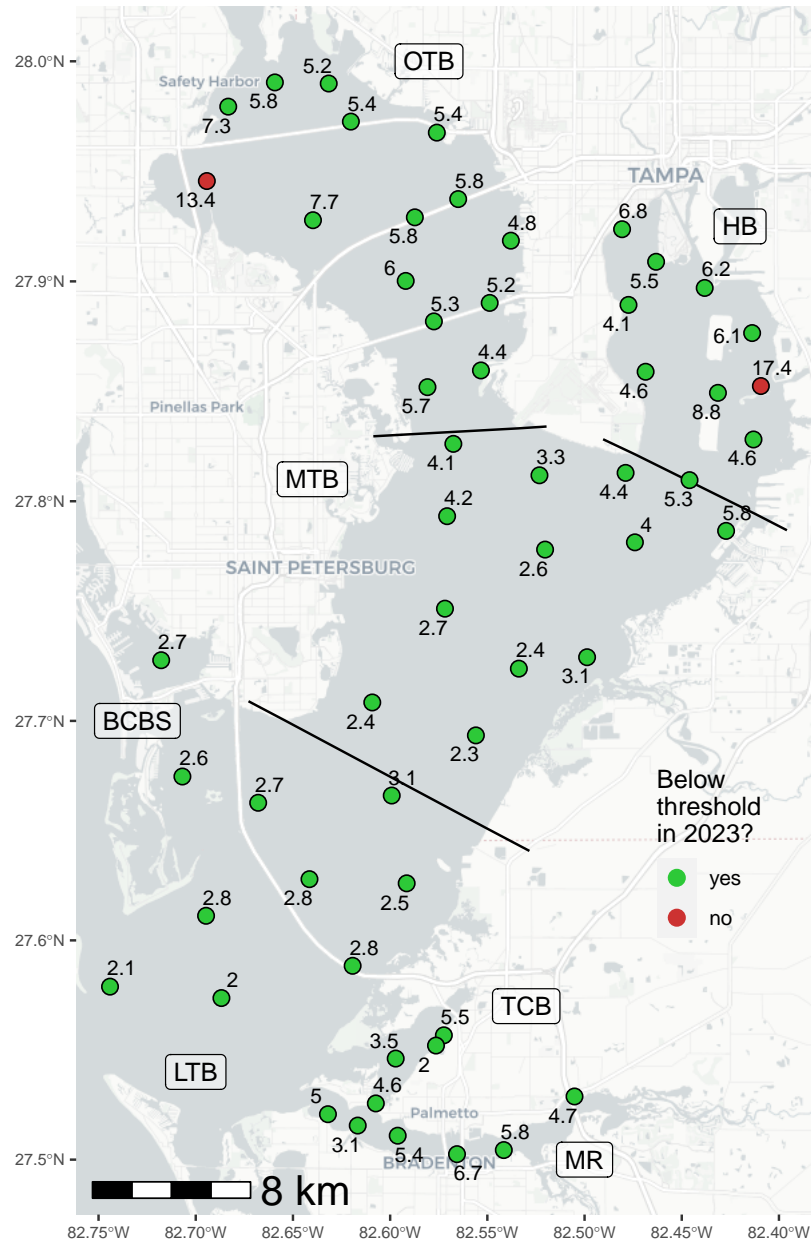 28.0°N
5.2
OTB
Safety Harbor
5.8
5.4
5.4
7.3
TAMPA
13.4
7.7
5.8
6.8
5.8
4.8
HB
27.9°N
6
5.5
6.2
5.3
5.2
4.1
6.1
4.4
17.4
Pinellas Park
5.7
4.6
8.8
4.1
4.6
MTB
3.3
4.4
5.3
27.8°N
4.2
5.8
4
SAINT PETERSBURG
2.6
2.7
2.7
2.4
3.1
27.7°N
BCBS
2.4
2.3
2.6
2.7
3.1
Below
threshold
in 2023?
yes
no
2.8
2.8
2.5
27.6°N
2.8
2.1
2
TCB
5.5
3.5
2
LTB
4.6
5
Palmetto
4.7
3.1
5.4
5.8
BRADENTON
6.7
MR
27.5°N
8 km
82.75°W 82.70°W 82.65°W 82.60°W 82.55°W 82.50°W 82.45°W 82.40°W